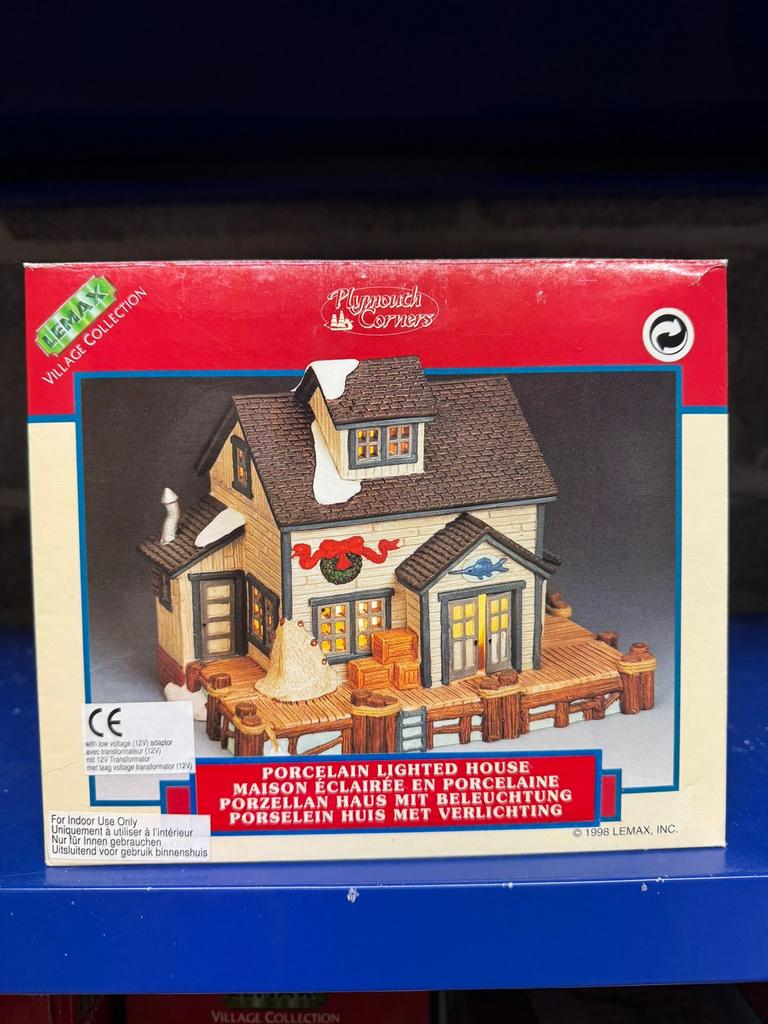 LEMAX
VILLAGE COLLECTION
Plymouth
Corners
CE
with low voltage (12V) adaptor
avec transformateur (12V)
mit 12V Transformator
met laag voltage transformator (12V)
PORCELAIN LIGHTED HOUSE
MAISON ÉCLAIRÉE EN PORCELAINE
PORZELLAN HAUS MIT BELEUCHTUNG
PORSELEIN HUIS MET VERLICHTING
For Indoor Use Only
Uniquement à utiliser à l'intérieur
Nur für Innen gebrauchen
Uitsluitend voor gebruik binnenshuis
© 1998 LEMAX, INC.
VILLAGE COLLECTION